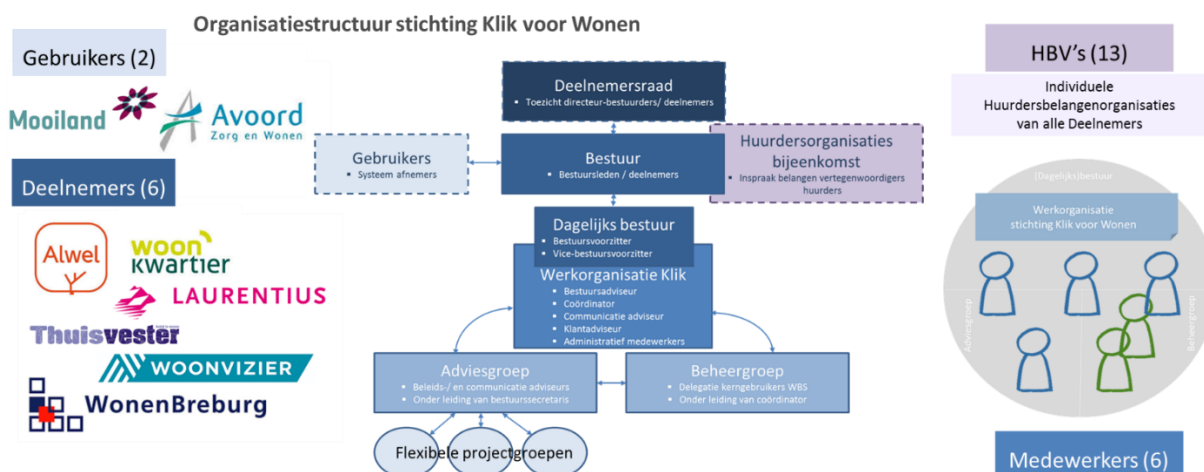 Organisatiestructuur stichting Klik voor Wonen
Gebruikers (2)
Mooiland
Avoord
Zorg en Wonen
Deelnemers (6)
Alwel
woon
kwartier
LAURENTIUS
Thuisvester
WOONVIZIER
WonenBreburg
Deelnemersraad
Toezicht directeur-bestuurders/ deelnemers
Gebruikers
Systeem afnemers
Bestuur
Bestuursleden / deelnemers
Huurdersorganisaties
bijeenkomst
Inspraak belangen vertegenwoordigers
huurders
Dagelijks bestuur
Bestuursvoorzitter
Vice-bestuursvoorzitter
Werkorganisatie Klik
Bestuursadviseur
Coördinator
Communicatie adviseur
Klantadviseur
Administratief medewerkers
Adviesgroep
Beleids-/ en communicatie adviseurs
Onder leiding van bestuurssecretaris
Beheergroep
Delegatie kerngebruikers WBS
Onder leiding van coördinator
Flexibele projectgroepen
HBV's (13)
Individuele
Huurdersbelangenorganisaties
van alle Deelnemers
(Dagelijks)bestuur
Werkorganisatie
stichting Klik voor Wonen
Adviesgroep
Beheergroep
Medewerkers (6)